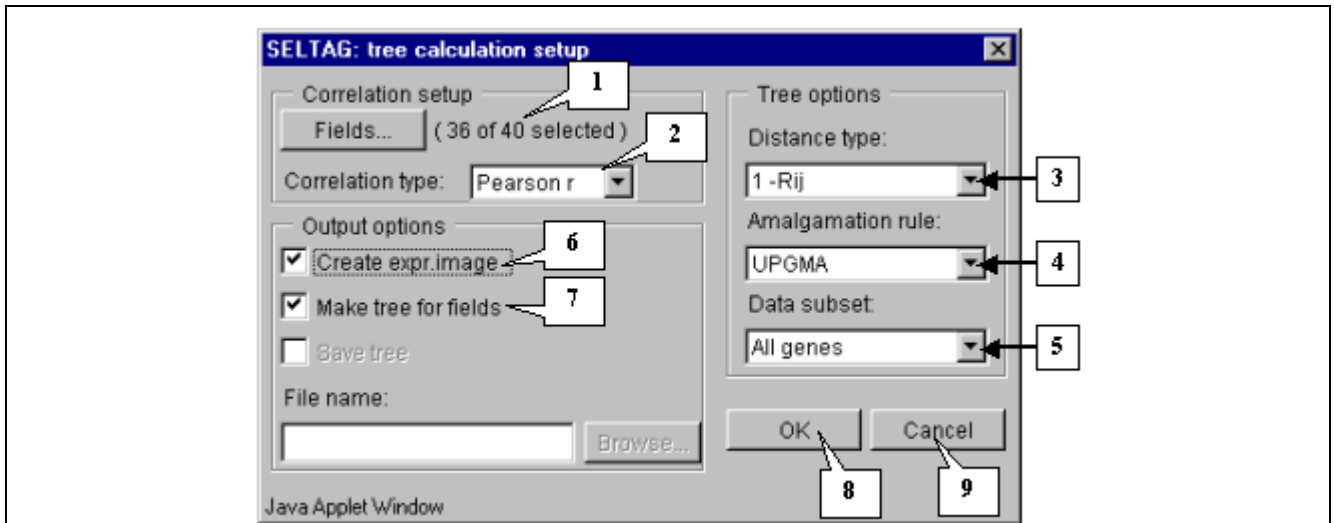 SELTAG: tree calculation setup
Correlation setup
1
Fields...
( 36 of 40 selected )
2
Correlation type:
Pearson r
Output options
6
Create expr.image
7
Make tree for fields
Save tree
File name:
Browse...
Tree options
Distance type:
1 -Rij
3
Amalgamation rule:
UPGMA
4
Data subset:
All genes
5
OK
Cancel
8
9
Java Applet Window